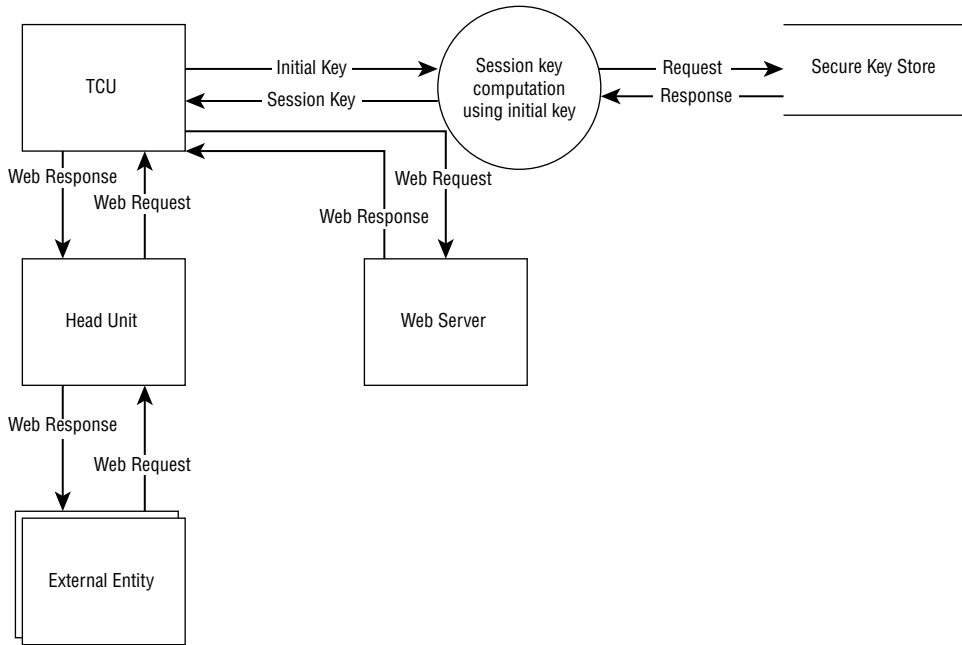 TCU
Initial Key
Session Key
Session key
computation
using initial key
Request
Response
Secure Key Store
Web Response
Web Request
Web Request
Web Response
Head Unit
Web Server
Web Response
Web Request
External Entity